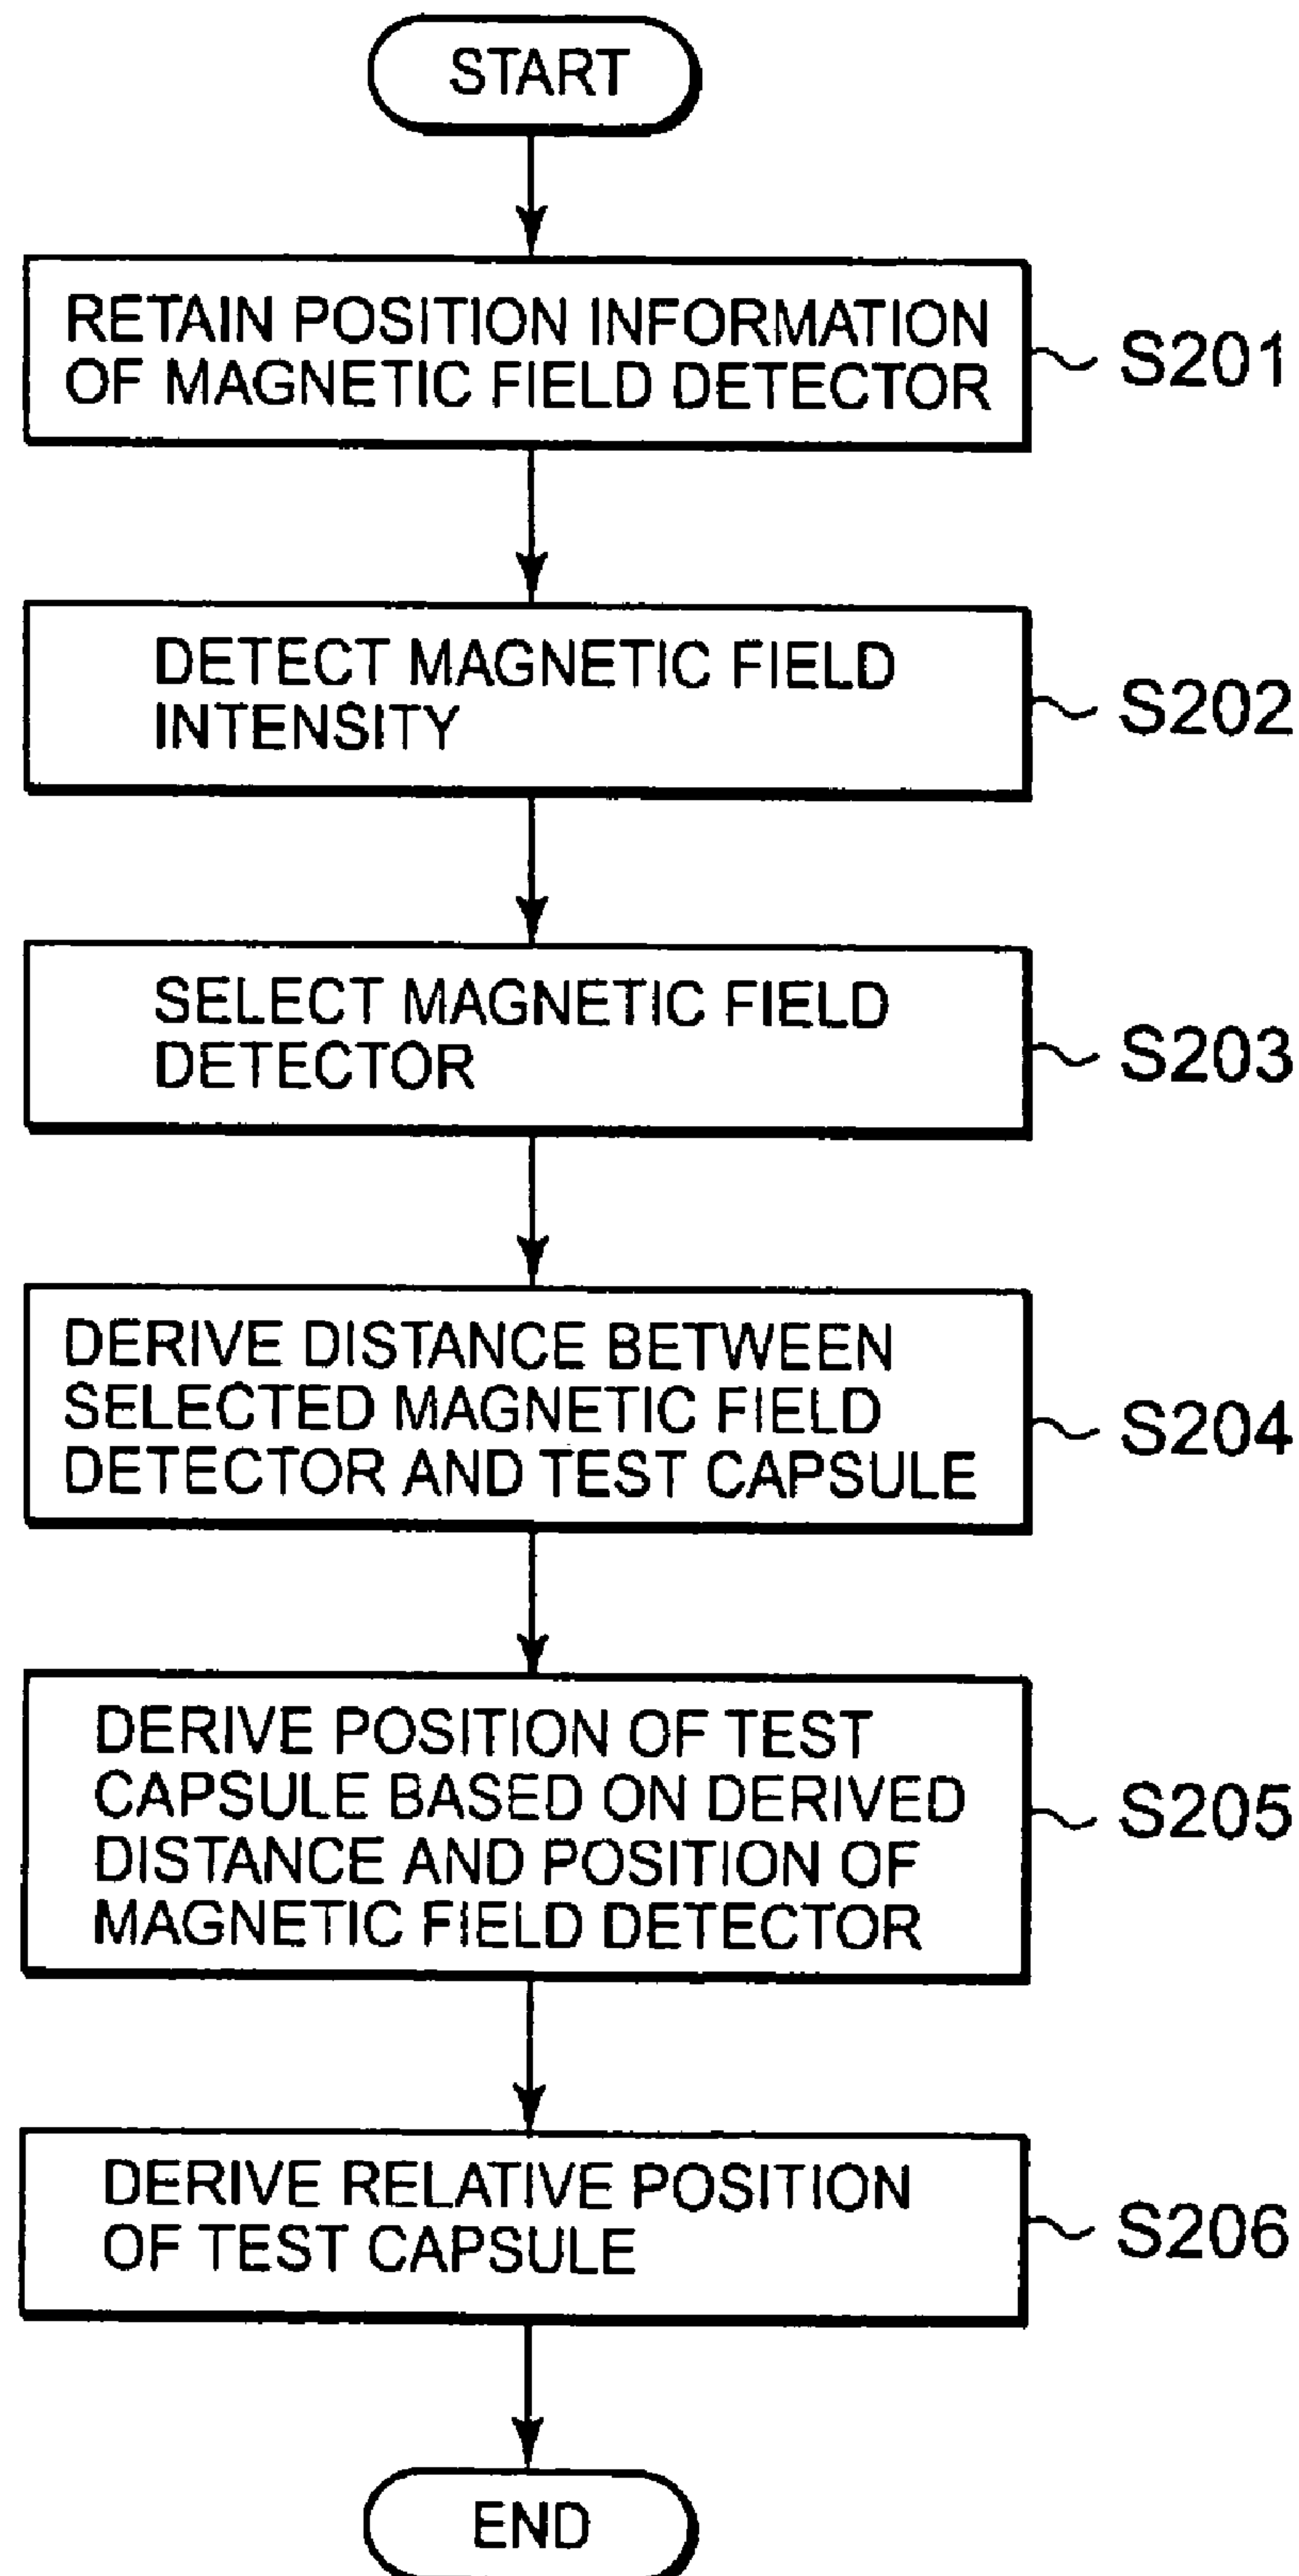 START
RETAIN POSITION INFORMATION
OF MAGNETIC FIELD DETECTOR
S201
DETECT MAGNETIC FIELD
INTENSITY
S202
SELECT MAGNETIC FIELD
DETECTOR
S203
DERIVE DISTANCE BETWEEN
SELECTED MAGNETIC FIELD
DETECTOR AND TEST CAPSULE
S204
DERIVE POSITION OF TEST
CAPSULE BASED ON DERIVED
DISTANCE AND POSITION OF
MAGNETIC FIELD DETECTOR
S205
DERIVE RELATIVE POSITION
OF TEST CAPSULE
S206
END